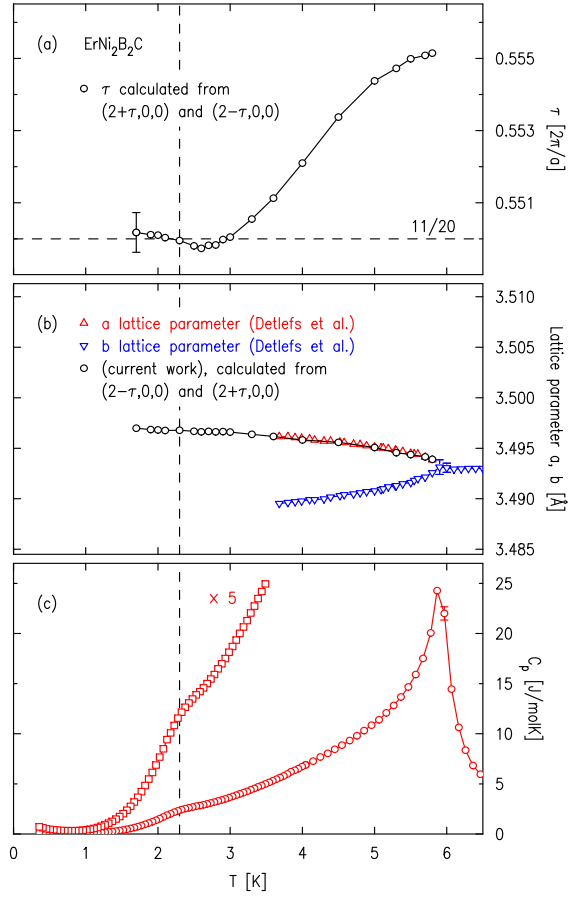 (a)
ErNi₂B₂C
τ calculated from
(2+τ,0,0) and (2−τ,0,0)
11/20
0.555
0.553
0.551
τ [2π/a]
(b)
a lattice parameter (Detlefs et al.)
b lattice parameter (Detlefs et al.)
(current work), calculated from
(2−τ,0,0) and (2+τ,0,0)
3.510
3.505
3.500
3.495
3.490
3.485
Lattice parameter a, b [Å]
(c)
× 5
25
20
15
10
5
0
Cₚ [J/molK]
0 1 2 3 4 5 6
T [K]